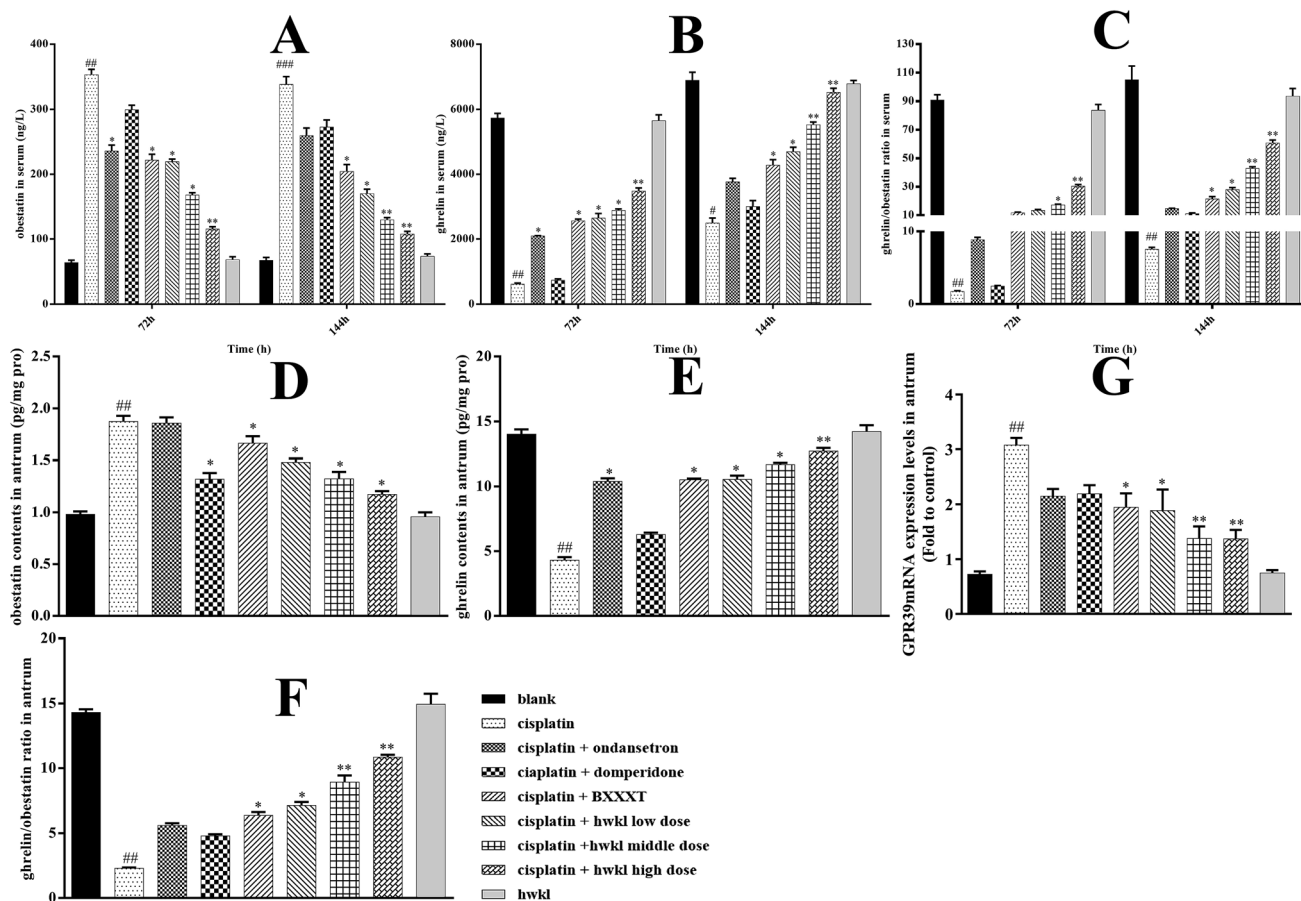 A
obestatin in serum (ng/L)
400
300
200
100
0
##
*
*
*
*
**
###
*
*
**
**
72h
144h
Time (h)
B
ghrelin in serum (ng/L)
8000
6000
4000
2000
0
##
*
*
*
*
**
#
*
*
**
**
72h
144h
Time (h)
C
ghrelin/obestatin ratio in serum
130
110
90
70
50
30
10
10
0
##
*
**
##
*
*
**
**
72h
144h
D
obestatin contents in antrum (pg/mg pro)
2.5
2.0
1.5
1.0
0.5
0.0
##
*
*
*
*
*
E
ghrelin contents in antrum (pg/mg pro)
20
15
10
5
0
##
*
*
*
*
**
G
GPR39mRNA expression levels in antrum
(Fold to control)
4
3
2
1
0
##
*
*
**
**
F
ghrelin/obestatin ratio in antrum
20
15
10
5
0
##
*
*
**
**
blank
cisplatin
cisplatin + ondansetron
ciaplatin + domperidone
cisplatin + BXXXT
cisplatin + hwkl low dose
cisplatin +hwkl middle dose
cisplatin + hwkl high dose
hwkl